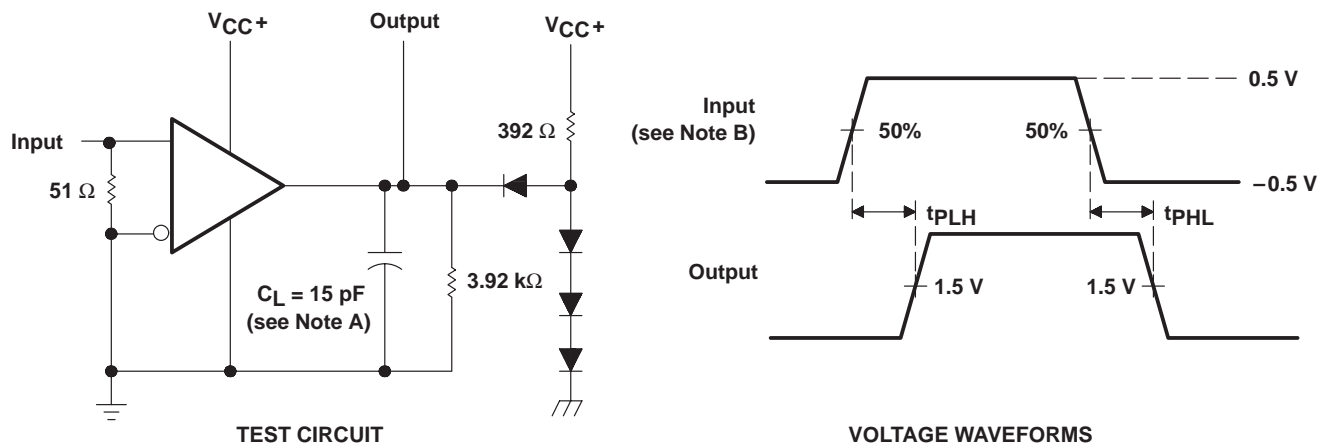 VCC+
Output
VCC+
Input
51 Ω
392 Ω
3.92 kΩ
CL = 15 pF
(see Note A)
TEST CIRCUIT
Input
(see Note B)
50%
50%
0.5 V
−0.5 V
tPLH
tPHL
Output
1.5 V
1.5 V
VOLTAGE WAVEFORMS